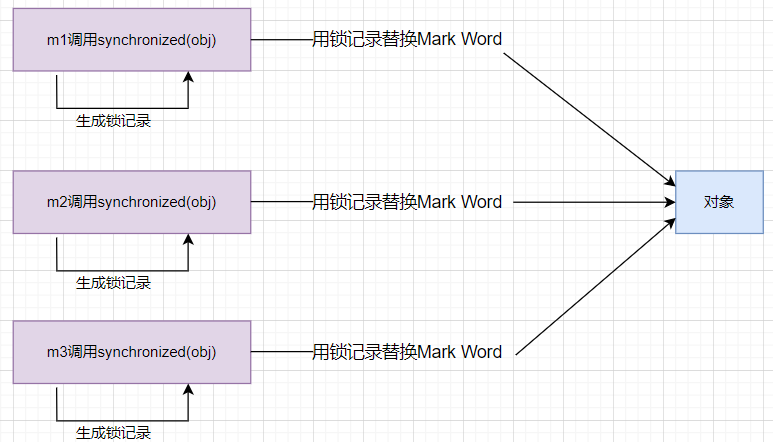 m1调用synchronized(obj)
用锁记录替换Mark Word
生成锁记录
m2调用synchronized(obj)
用锁记录替换Mark Word
对象
生成锁记录
m3调用synchronized(obj)
用锁记录替换Mark Word
生成锁记录